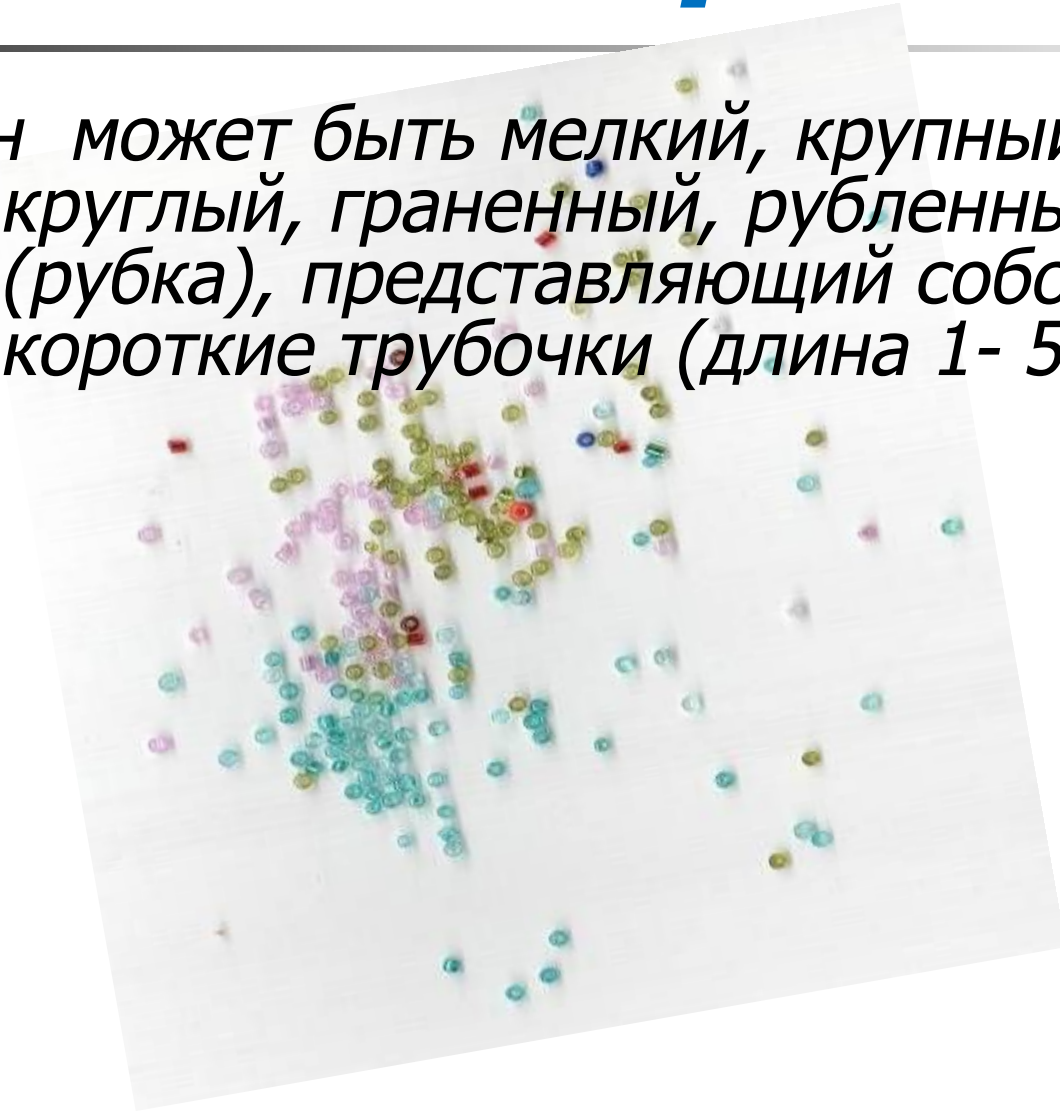 н может быть мелкий, крупный
круглый, граненный, рубленны
(рубка), представляющий собо
короткие трубочки (длина 1- 5